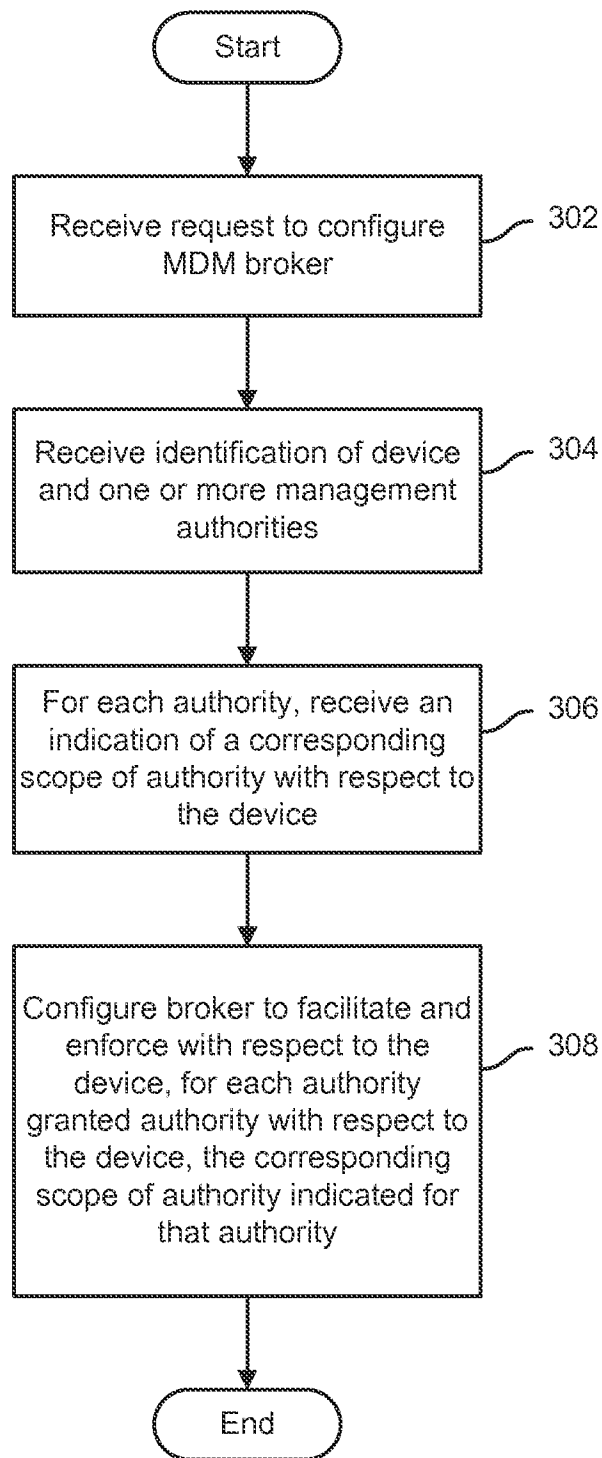 Start
Receive request to configure
MDM broker
302
Receive identification of device
and one or more management
authorities
304
For each authority, receive an
indication of a corresponding
scope of authority with respect to
the device
306
Configure broker to facilitate and
enforce with respect to the
device, for each authority
granted authority with respect to
the device, the corresponding
scope of authority indicated for
that authority
308
End